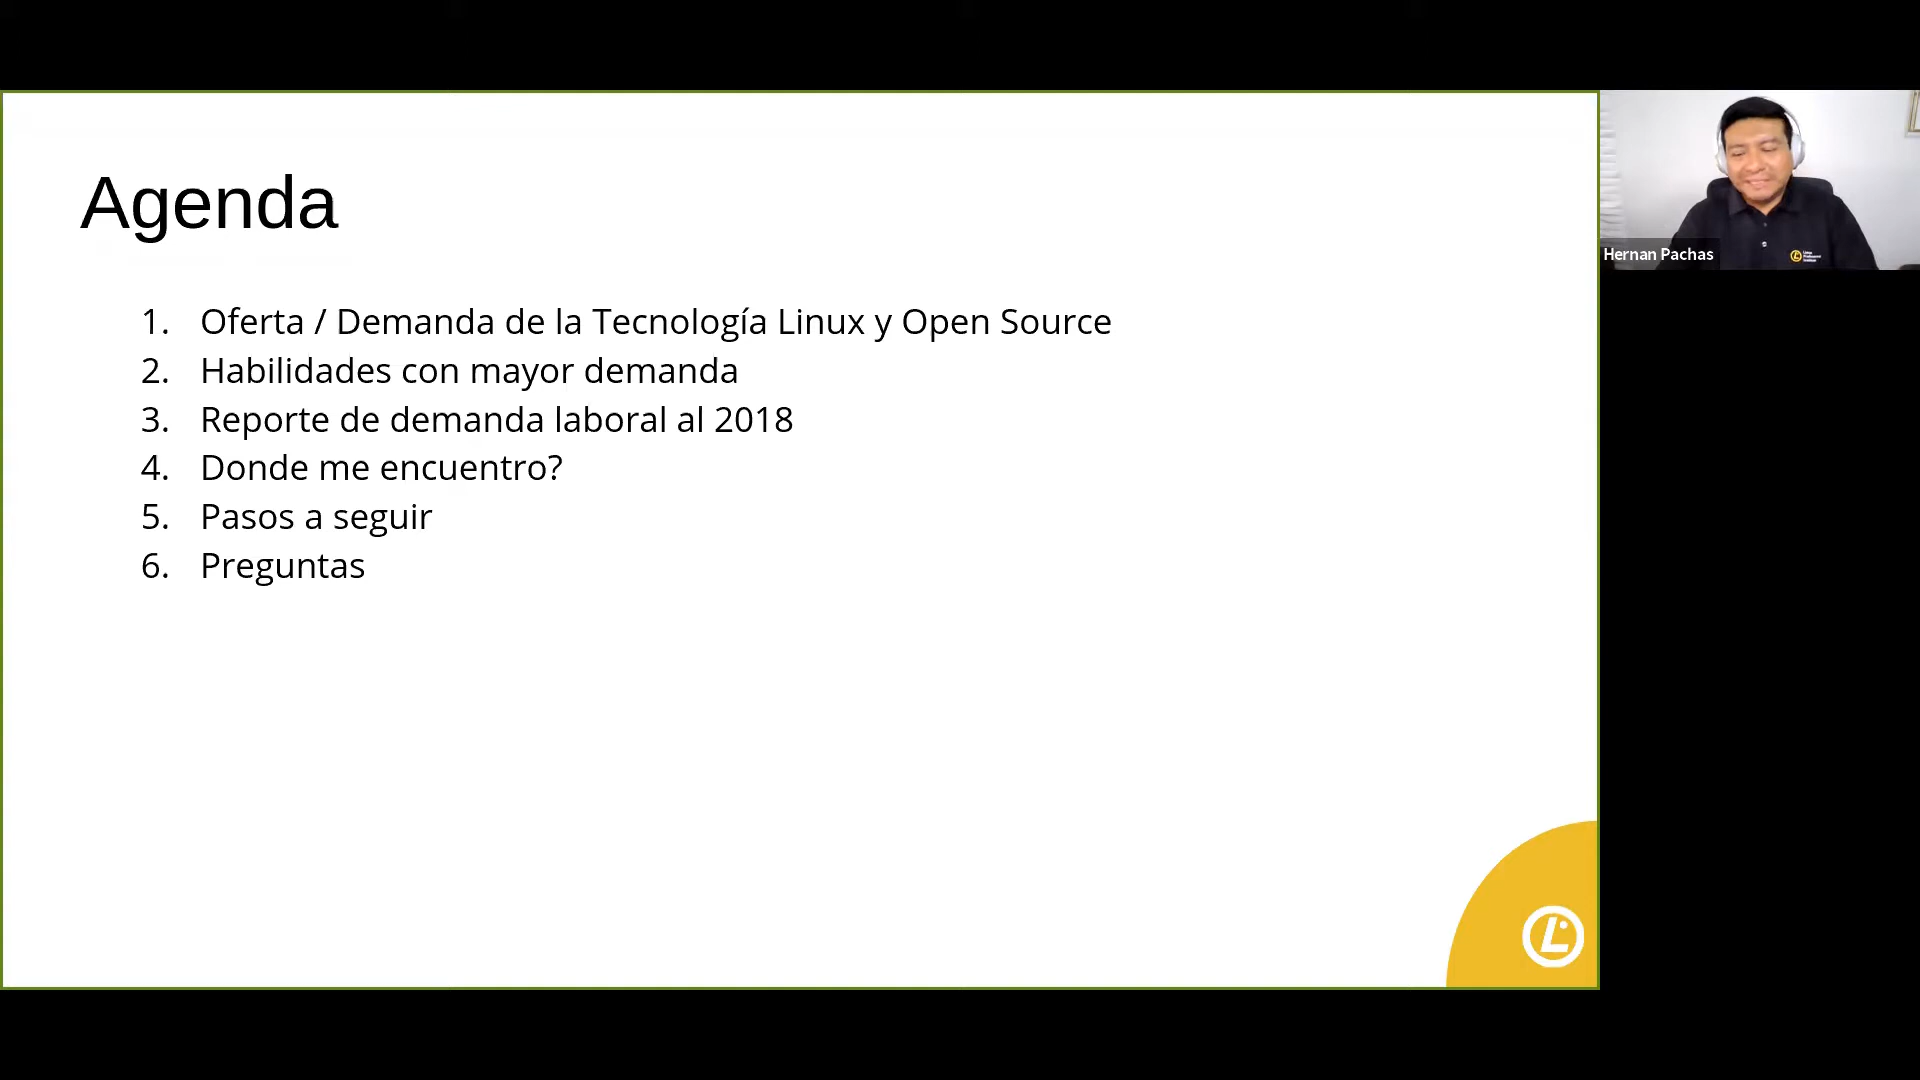 Agenda
1. Oferta / Demanda de la Tecnología Linux y Open Source
2. Habilidades con mayor demanda
3. Reporte de demanda laboral al 2018
4. Donde me encuentro?
5. Pasos a seguir
6. Preguntas
Hernan Pachas